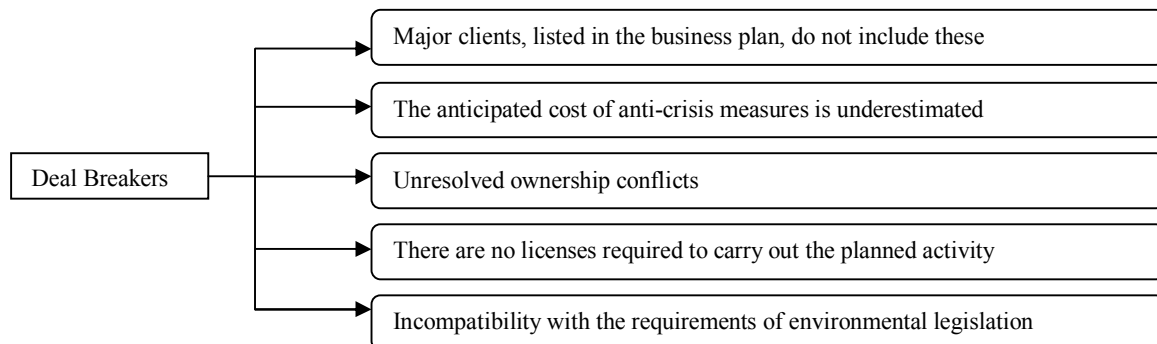 Major clients, listed in the business plan, do not include these
The anticipated cost of anti-crisis measures is underestimated
Deal Breakers
Unresolved ownership conflicts
There are no licenses required to carry out the planned activity
Incompatibility with the requirements of environmental legislation